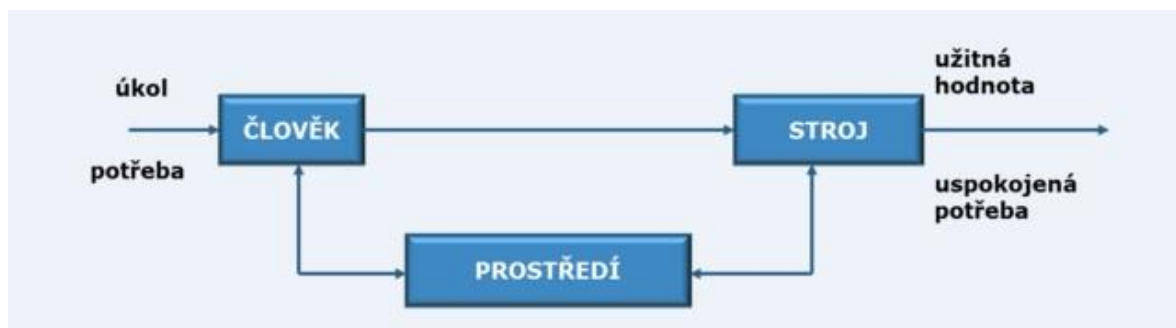 úkol
potřeba
ČLOVĚK
STROJ
užitná
hodnota
uspokojená
potřeba
PROSTŘEDÍ